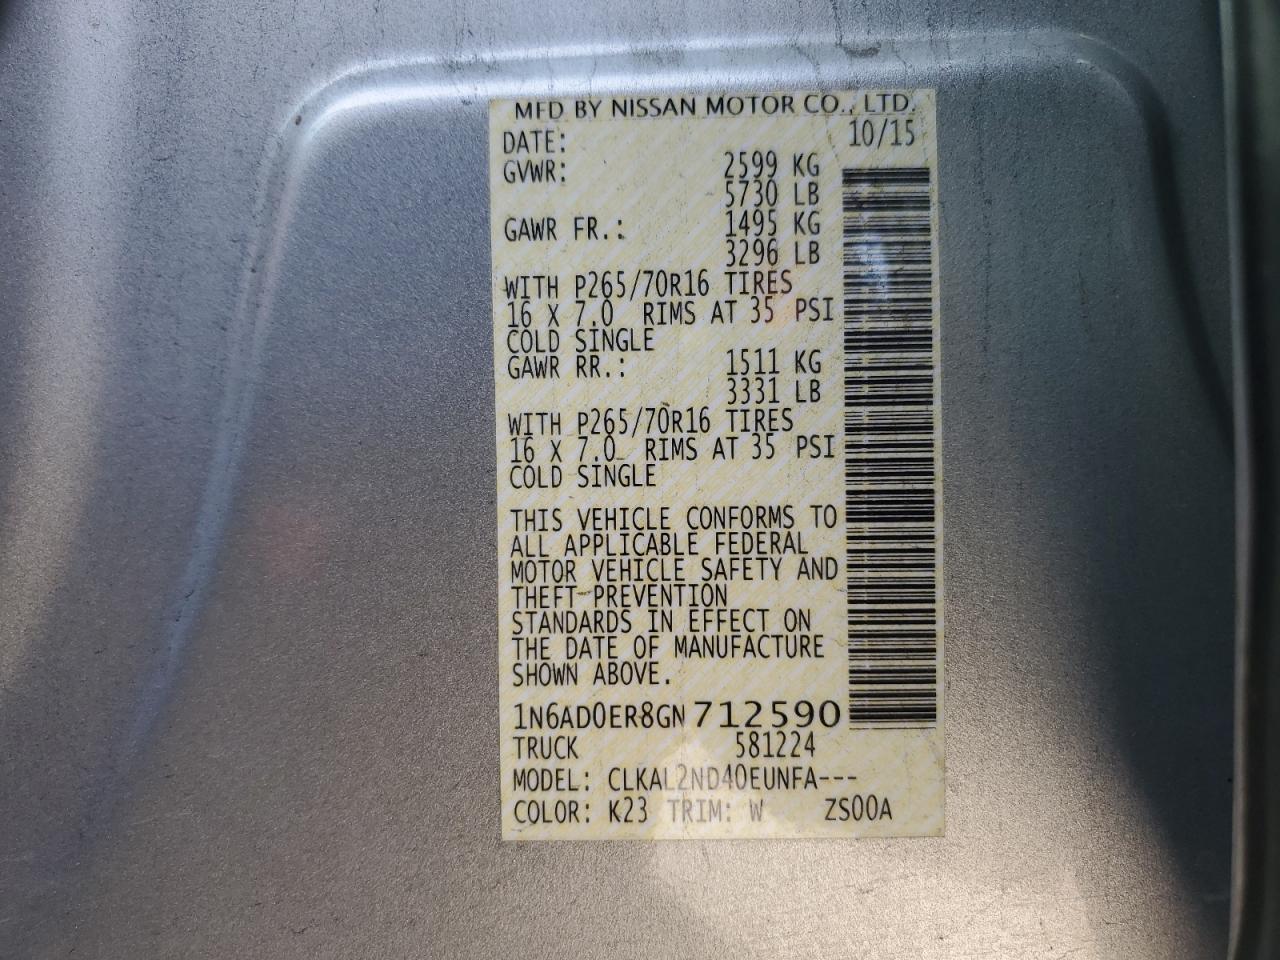 MFD BY NISSAN MOTOR CO., LTD.
DATE: 10/15
GVWR: 2599 KG
5730 LB
GAWR FR.: 1495 KG
3296 LB
WITH P265/70R16 TIRES
16 X 7.0 RIMS AT 35 PSI
COLD SINGLE
GAWR RR.: 1511 KG
3331 LB
WITH P265/70R16 TIRES
16 X 7.0 RIMS AT 35 PSI
COLD SINGLE
THIS VEHICLE CONFORMS TO
ALL APPLICABLE FEDERAL
MOTOR VEHICLE SAFETY AND
THEFT PREVENTION
STANDARDS IN EFFECT ON
THE DATE OF MANUFACTURE
SHOWN ABOVE.
1N6AD0ER8GN712590
TRUCK 581224
MODEL: CLKAL2ND40EUNFA---
COLOR: K23 TRIM: W ZS00A